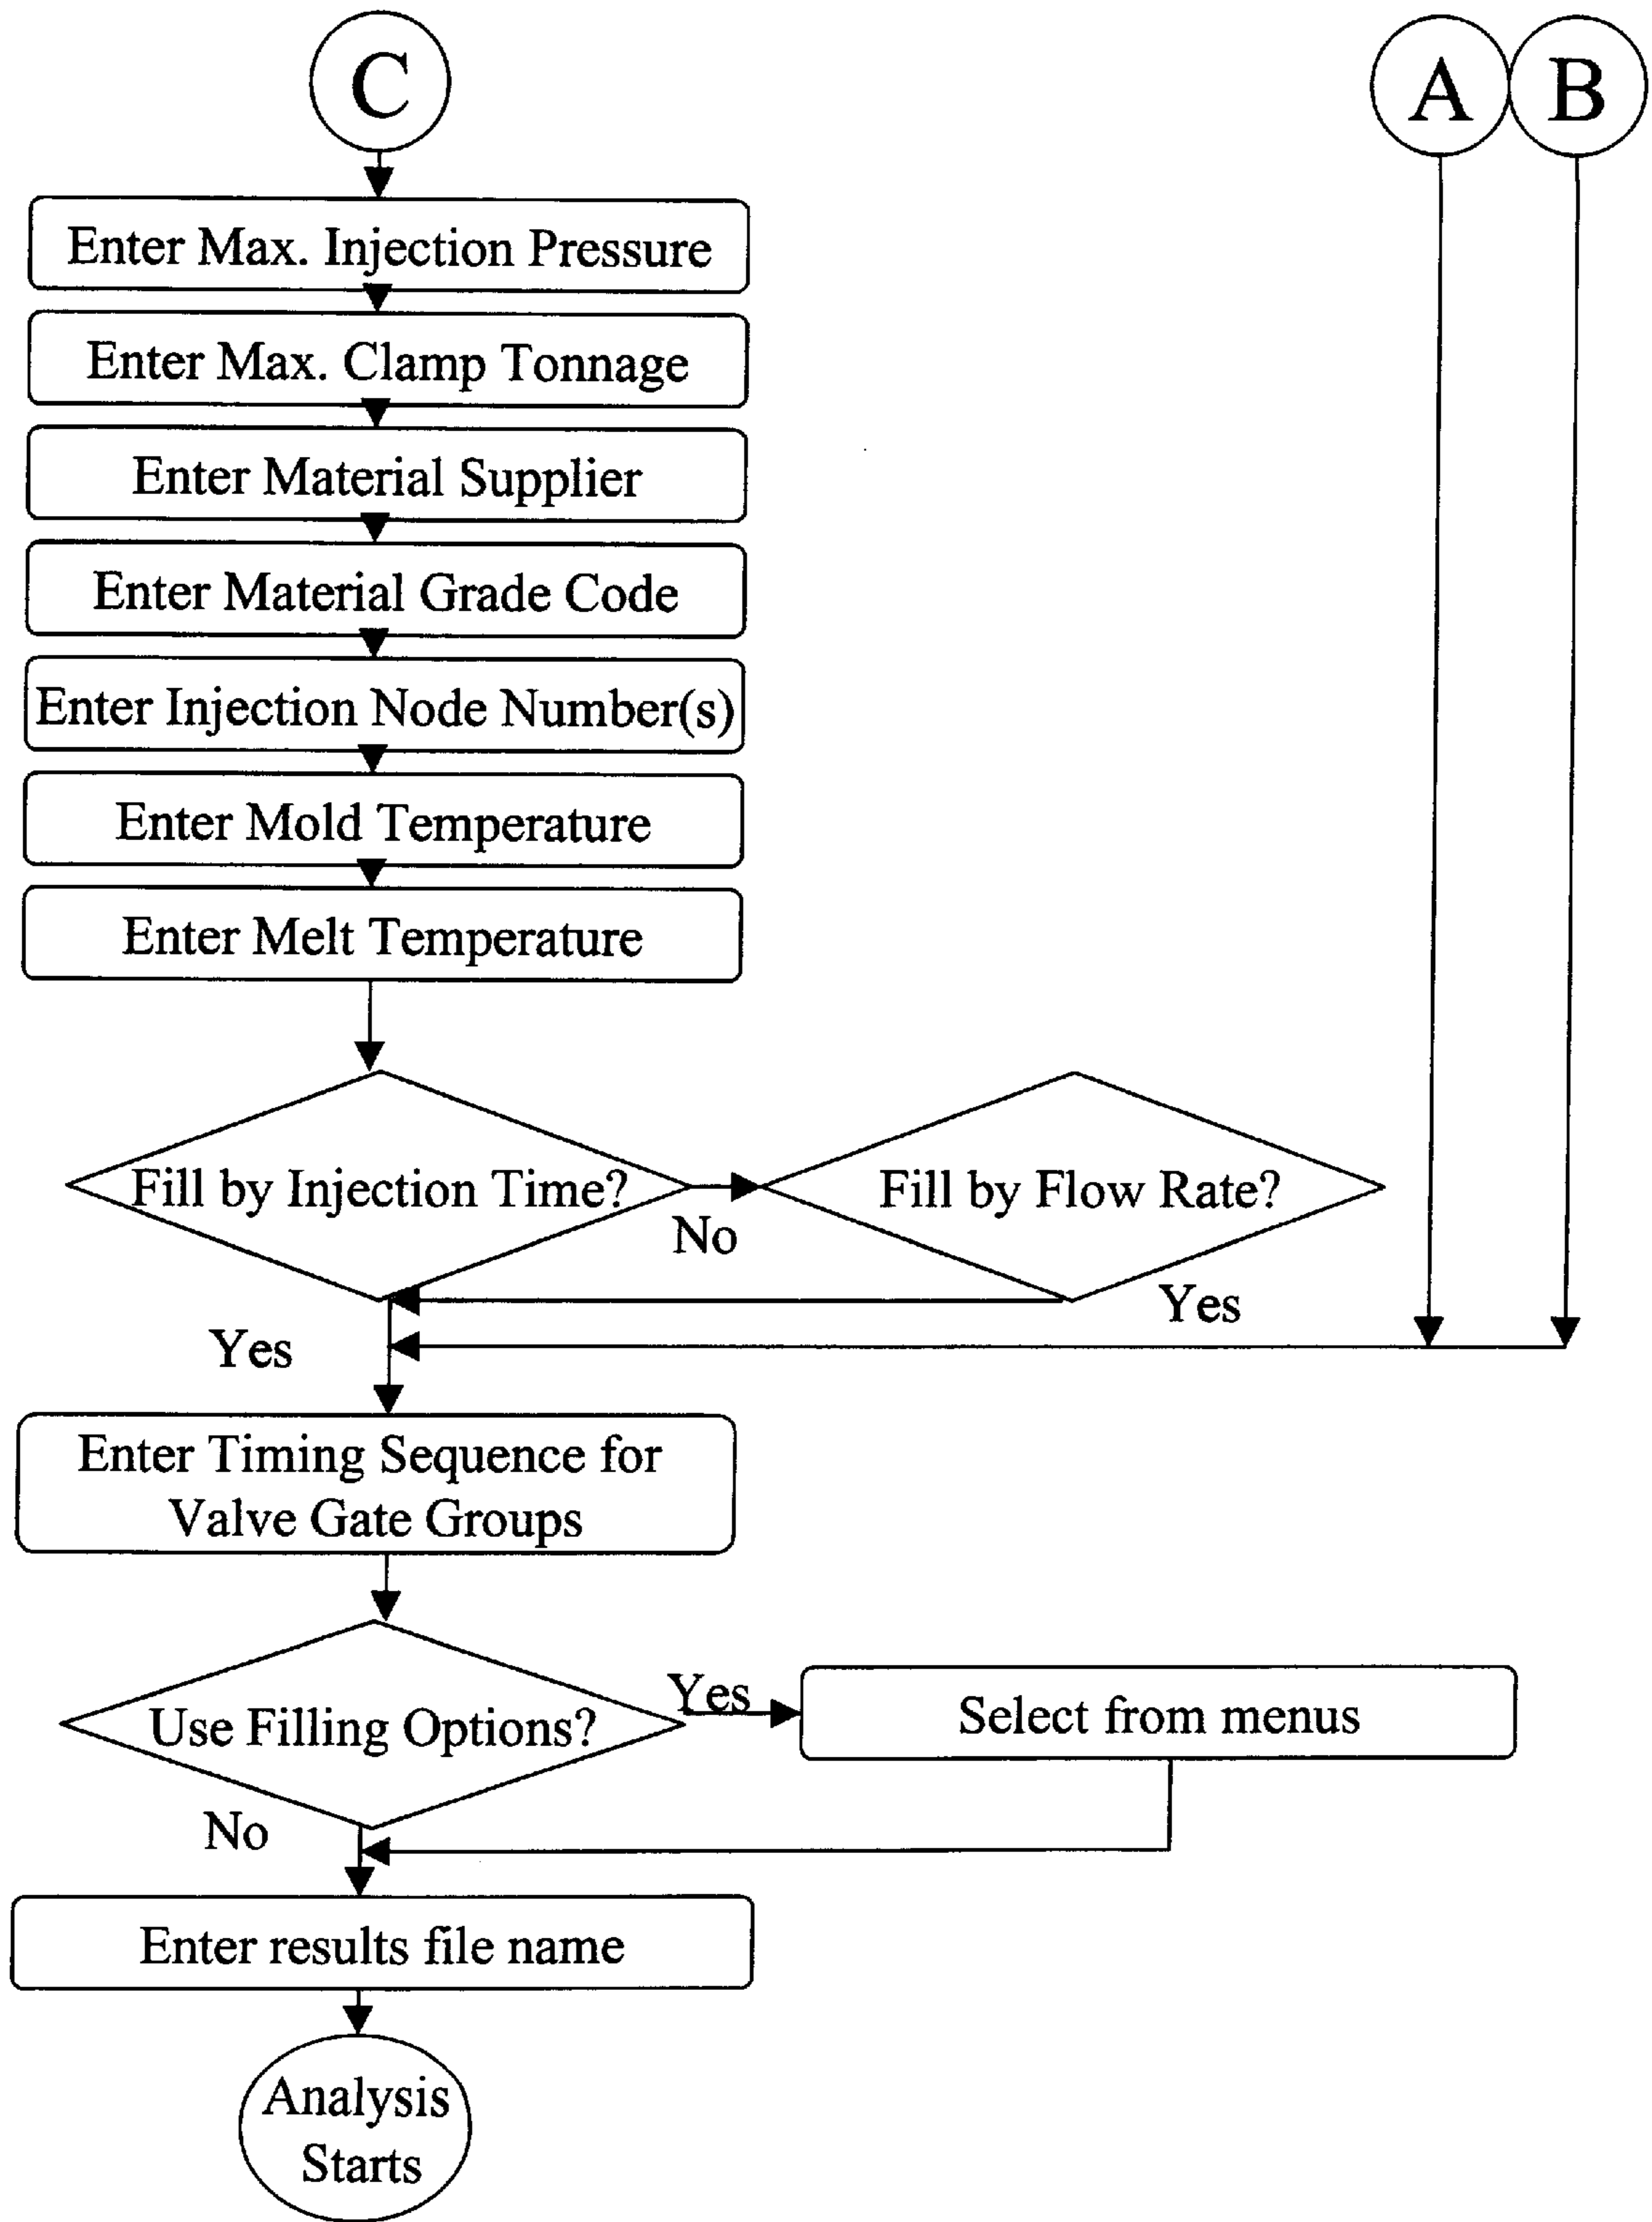 C
A
B
Enter Max. Injection Pressure
Enter Max. Clamp Tonnage
Enter Material Supplier
Enter Material Grade Code
Enter Injection Node Number(s)
Enter Mold Temperature
Enter Melt Temperature
Fill by Injection Time?
No
Fill by Flow Rate?
Yes
Yes
Enter Timing Sequence for
Valve Gate Groups
Use Filling Options?
Yes
Select from menus
No
Enter results file name
Analysis
Starts